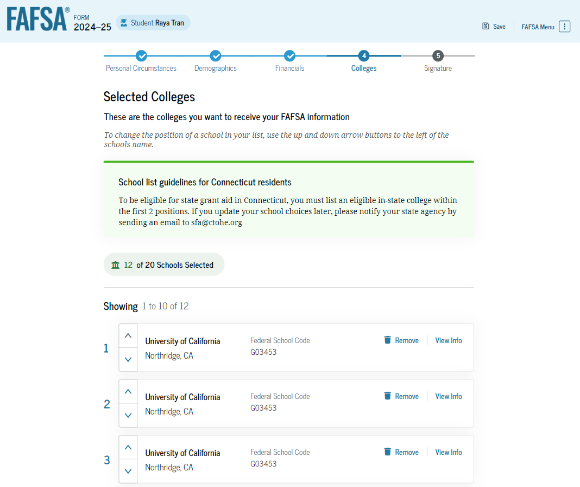 FAFSA®
FORM
2024–25
Student Raya Tran
Save
FAFSA Menu
Personal Circumstances
Demographics
Financials
4
Colleges
5
Signature
Selected Colleges
These are the colleges you want to receive your FAFSA information
To change the position of a school in your list, use the up and down arrow buttons to the left of the
schools name.
School list guidelines for Connecticut residents
To be eligible for state grant aid in Connecticut, you must list an eligible in-state college within
the first 2 positions. If you update your school choices later, please notify your state agency by
sending an email to sfa@ctohe.org
12 of 20 Schools Selected
Showing 1 to 10 of 12
1
University of California
Northridge, CA
Federal School Code
G03453
Remove
View Info
2
University of California
Northridge, CA
Federal School Code
G03453
Remove
View Info
3
University of California
Northridge, CA
Federal School Code
G03453
Remove
View Info